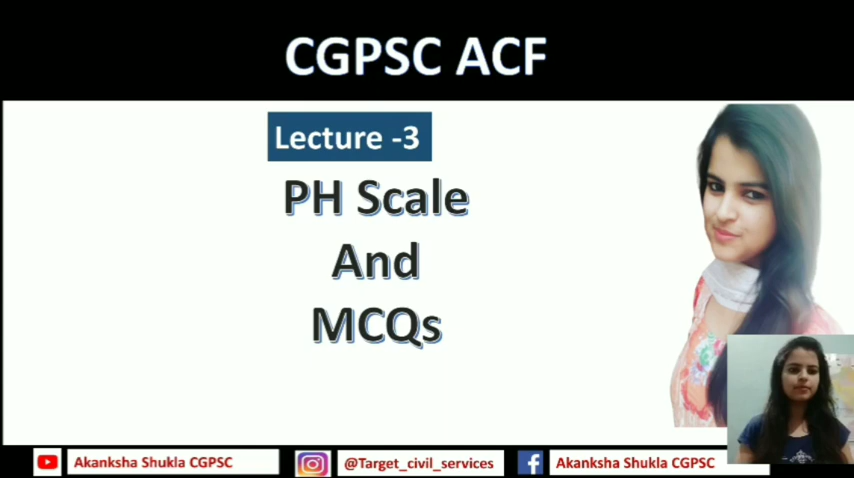 CGPSC ACF
Lecture -3
PH Scale
And
MCQs
Akanksha Shukla CGPSC
@Target_civil_services
Akanksha Shukla CGPSC